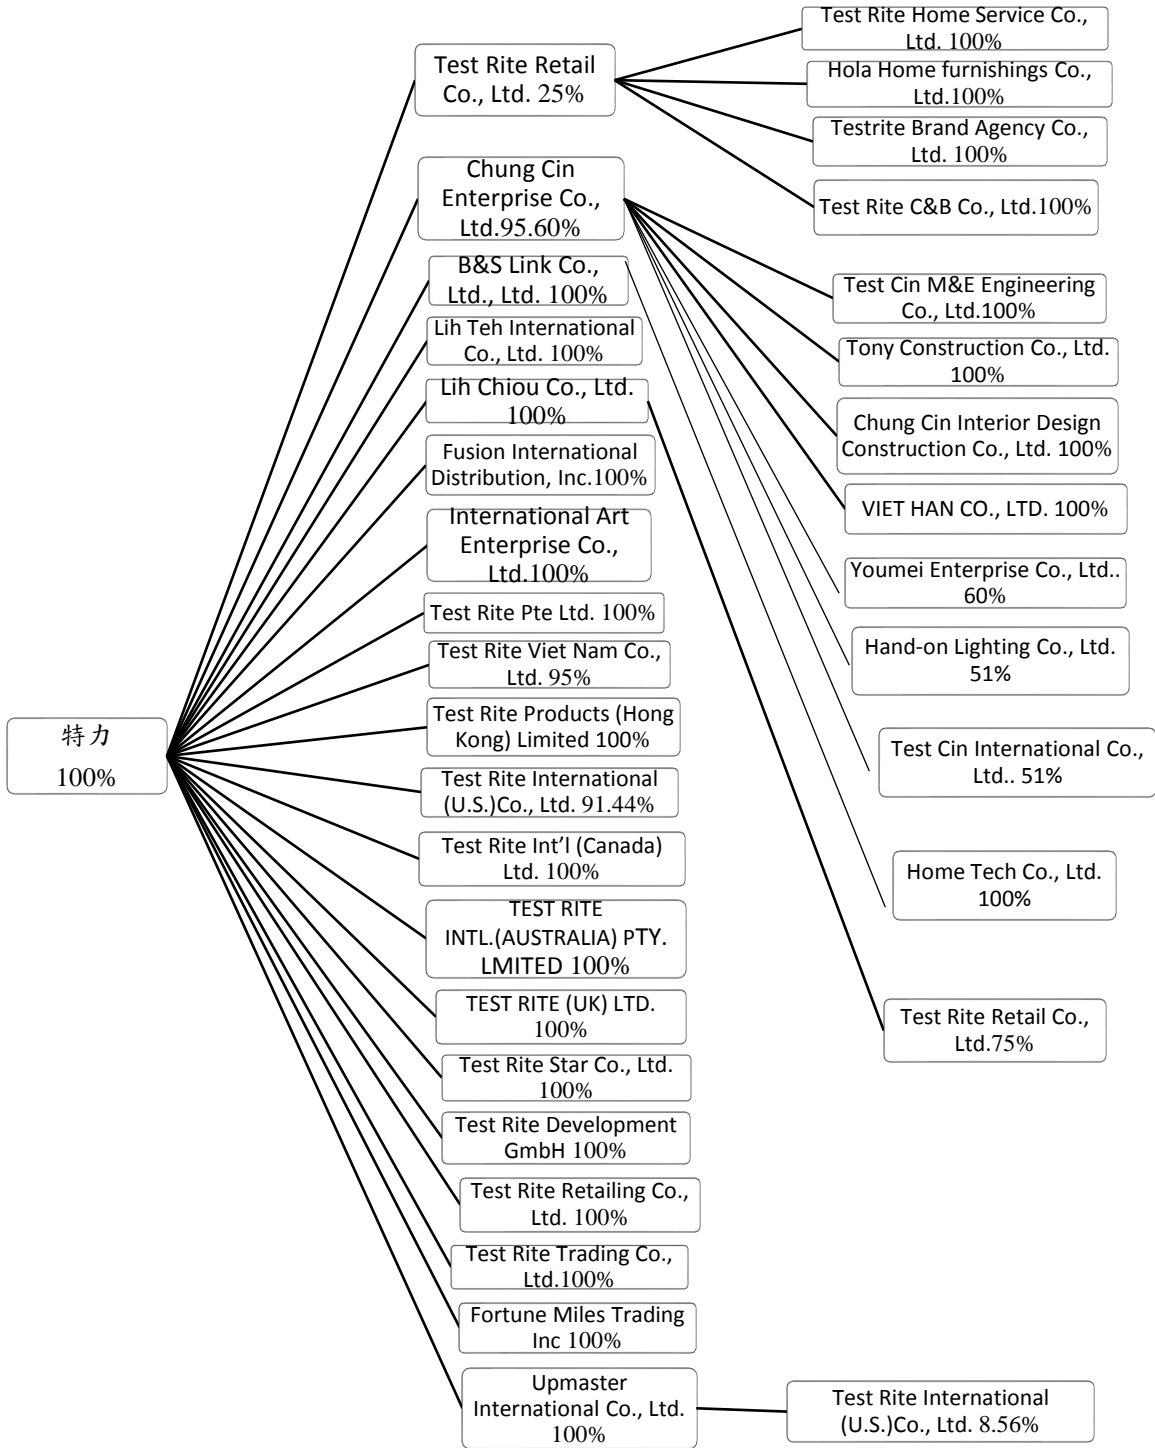 特力
100%
Test Rite Retail
Co., Ltd. 25%
Chung Cin
Enterprise Co.,
Ltd.95.60%
B&S Link Co.,
Ltd., Ltd. 100%
Lih Teh International
Co., Ltd. 100%
Lih Chiou Co., Ltd.
100%
Fusion International
Distribution, Inc.100%
International Art
Enterprise Co.,
Ltd.100%
Test Rite Pte Ltd. 100%
Test Rite Viet Nam Co.,
Ltd. 95%
Test Rite Products (Hong
Kong) Limited 100%
Test Rite International
(U.S.)Co., Ltd. 91.44%
Test Rite Int’l (Canada)
Ltd. 100%
TEST RITE
INTL.(AUSTRALIA) PTY.
LMITED 100%
TEST RITE (UK) LTD.
100%
Test Rite Star Co., Ltd.
100%
Test Rite Development
GmbH 100%
Test Rite Retailing Co.,
Ltd. 100%
Test Rite Trading Co.,
Ltd.100%
Fortune Miles Trading
Inc 100%
Upmaster
International Co., Ltd.
100%
Test Rite Home Service Co.,
Ltd. 100%
Hola Home furnishings Co.,
Ltd.100%
Testrite Brand Agency Co.,
Ltd. 100%
Test Rite C&B Co., Ltd.100%
Test Cin M&E Engineering
Co., Ltd.100%
Tony Construction Co., Ltd.
100%
Chung Cin Interior Design
Construction Co., Ltd. 100%
VIET HAN CO., LTD. 100%
Youmei Enterprise Co., Ltd..
60%
Hand-on Lighting Co., Ltd.
51%
Test Cin International Co.,
Ltd.. 51%
Home Tech Co., Ltd.
100%
Test Rite Retail Co.,
Ltd.75%
Test Rite International
(U.S.)Co., Ltd. 8.56%